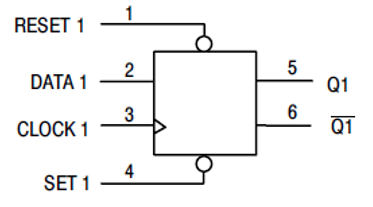 RESET 1 1
DATA 1 2 5 Q1
CLOCK 1 3 6 Q1
SET 1 4